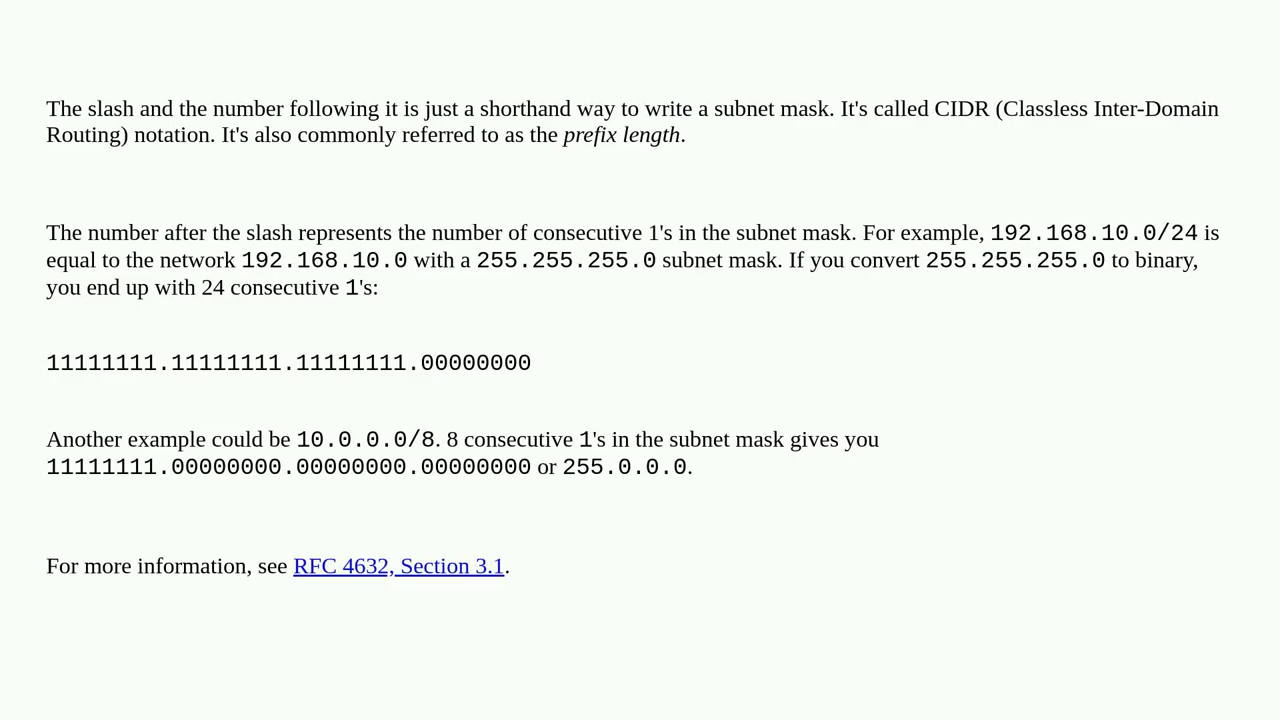 The slash and the number following it is just a shorthand way to write a subnet mask. It's called CIDR (Classless Inter-Domain
Routing) notation. It's also commonly referred to as the prefix length.
The number after the slash represents the number of consecutive 1's in the subnet mask. For example, 192.168.10.0/24 is
equal to the network 192.168.10.0 with a 255.255.255.0 subnet mask. If you convert 255.255.255.0 to binary,
you end up with 24 consecutive 1's:
11111111.11111111.11111111.00000000
Another example could be 10.0.0.0/8. 8 consecutive 1's in the subnet mask gives you
11111111.00000000.00000000.00000000 or 255.0.0.0.
For more information, see RFC 4632, Section 3.1.